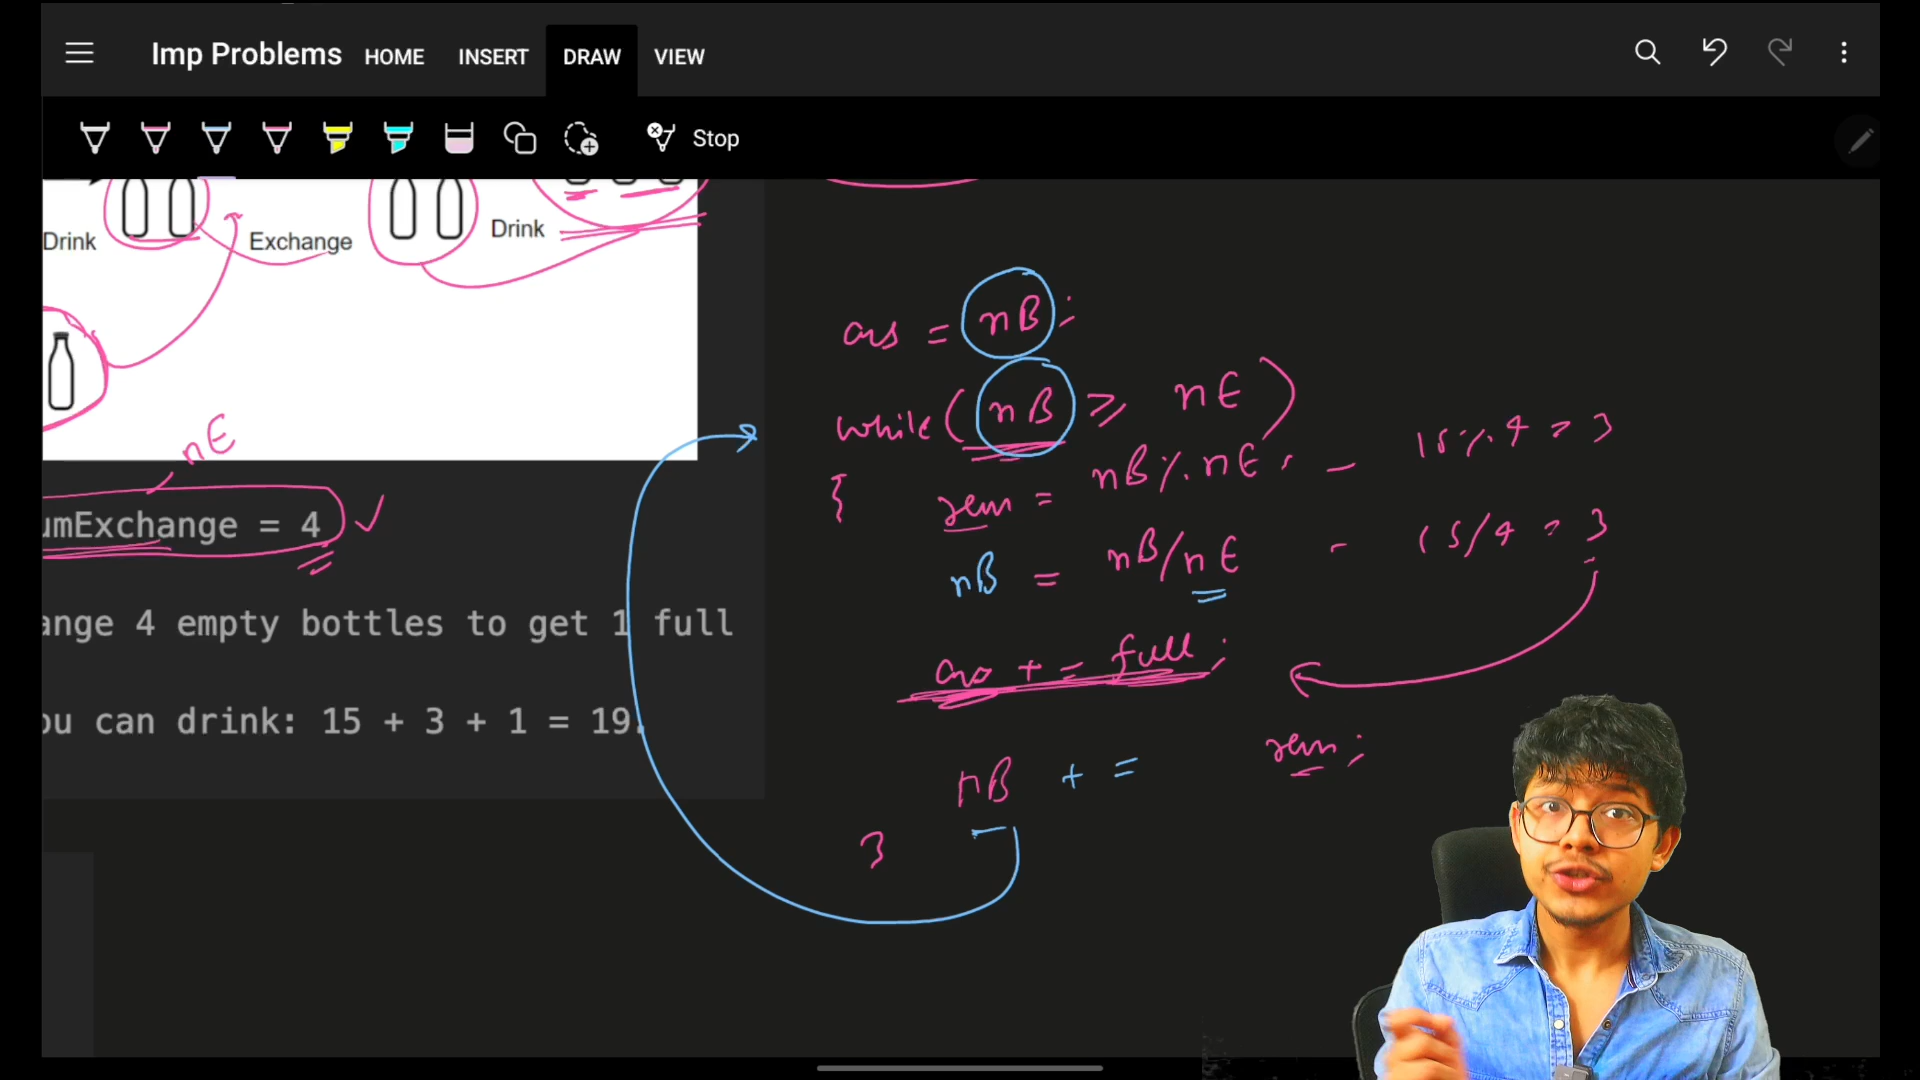 Imp Problems HOME INSERT DRAW VIEW
Stop
Drink Exchange Drink
nE
umExchange = 4
ange 4 empty bottles to get 1 full
ou can drink: 15 + 3 + 1 = 19.
ans = nB;
while ( nB ≥ nE )
{ rem = nB % nE, - 15 % 4 = 3
nB = nB/nE - 15/4 = 3
ans + = full;
nB + = rem;
3